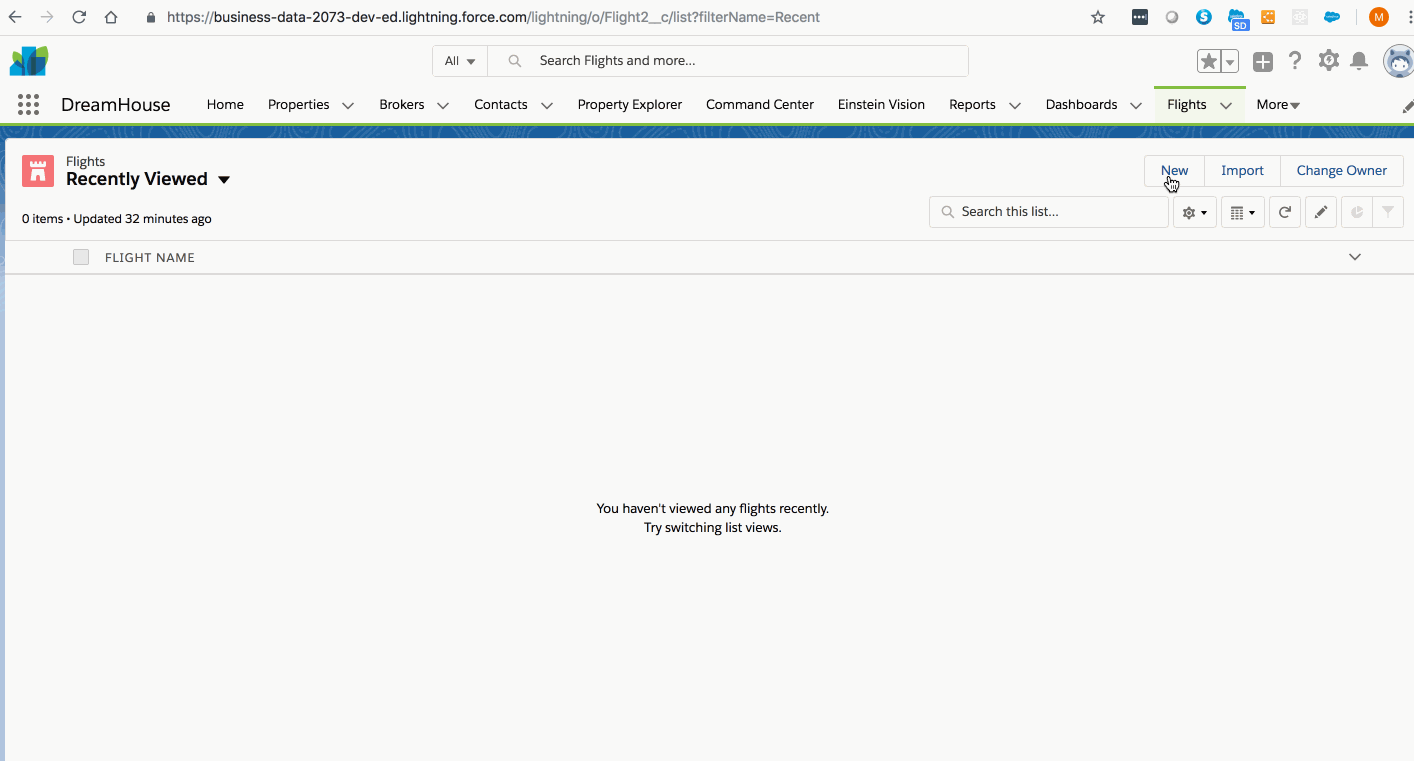 https://business-data-2073-dev-ed.lightning.force.com/lightning/o/Flight2__c/list?filterName=Recent
S
SD
M
All
Search Flights and more...
DreamHouse
Home Properties Brokers Contacts Property Explorer Command Center Einstein Vision Reports Dashboards Flights More
Flights
Recently Viewed
New Import Change Owner
0 items • Updated 32 minutes ago
Search this list...
FLIGHT NAME
You haven't viewed any flights recently.
Try switching list views.